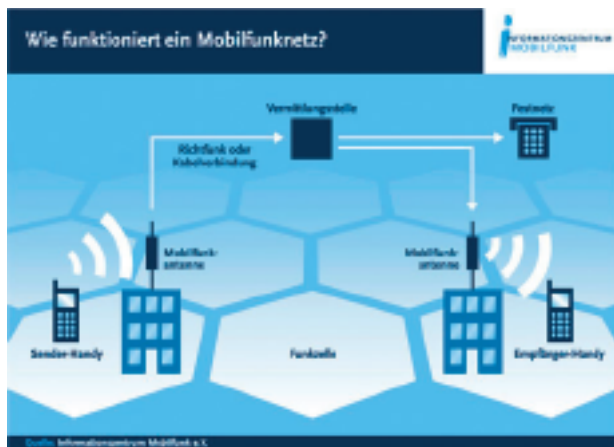 Wie funktioniert ein Mobilfunknetz?
INFORMATIONSZENTRUM
MOBILFUNK
Vermittlungsstelle
Festnetz
Richtfunk oder
Kabelverbindung
Mobilfunk-
antenne
Mobilfunk-
antenne
Sender-Handy
Funkzelle
Empfänger-Handy
Quelle: Informationszentrum Mobilfunk e.V.